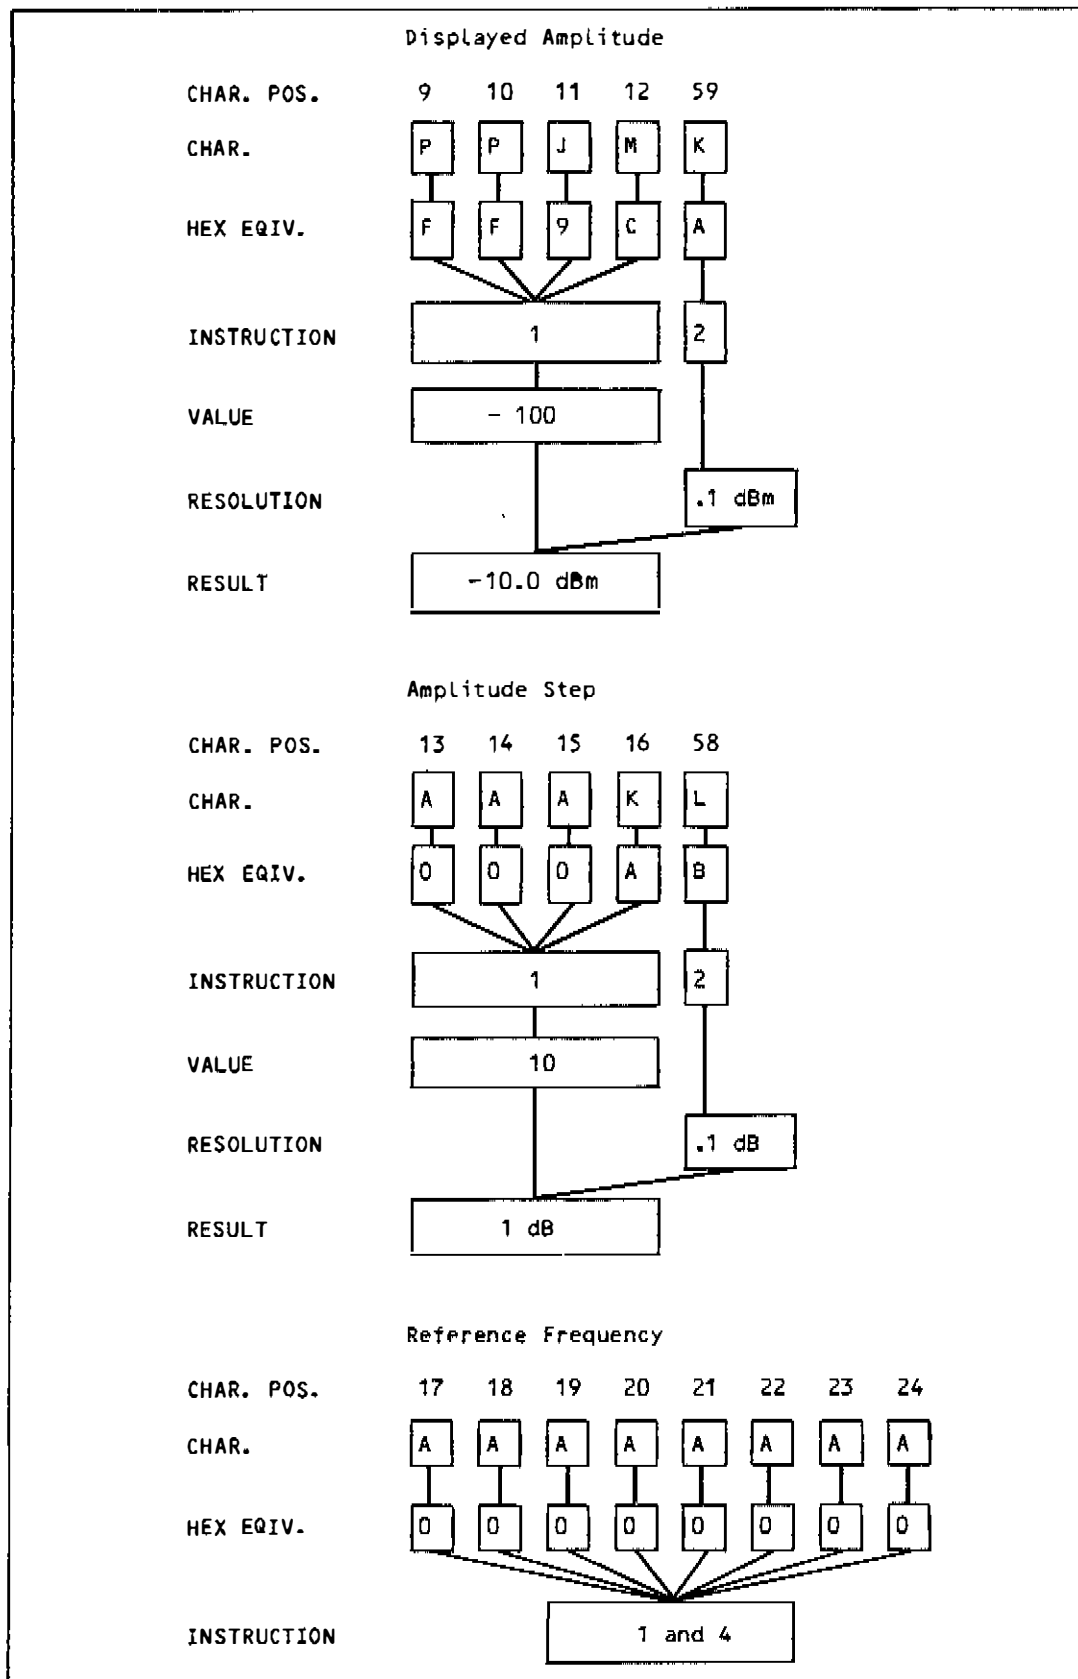 Displayed Amplitude
CHAR. POS. 9 10 11 12 59
CHAR. P P J M K
HEX EQIV. F F 9 C A
INSTRUCTION 1 2
VALUE - 100
RESOLUTION .1 dBm
RESULT -10.0 dBm
Amplitude Step
CHAR. POS. 13 14 15 16 58
CHAR. A A A K L
HEX EQIV. 0 0 0 A B
INSTRUCTION 1 2
VALUE 10
RESOLUTION .1 dB
RESULT 1 dB
Reference Frequency
CHAR. POS. 17 18 19 20 21 22 23 24
CHAR. A A A A A A A A
HEX EQIV. 0 0 0 0 0 0 0 0
INSTRUCTION 1 and 4